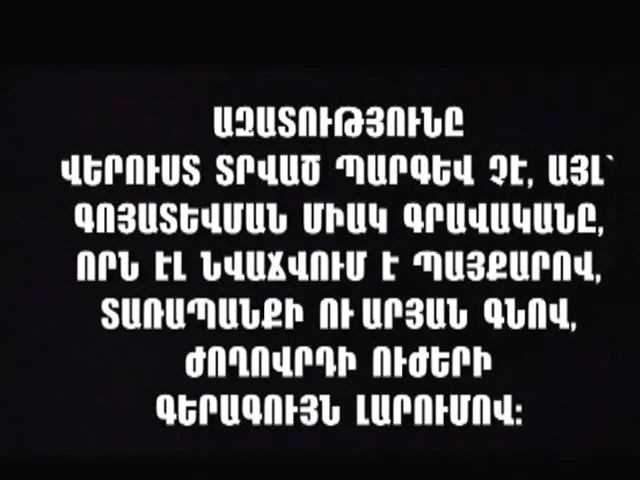 ԱԶԱՏՈՒԹՅՈՒՆԸ
ՎԵՐՈՒՍՏ ՏՐՎԱԾ ՊԱՐԳԵՎ ՉԷ, ԱՅԼ՝
ԳՈՅԱՏԵՎՄԱՆ ՄԻԱԿ ԳՐԱՎԱԿԱՆԸ,
ՈՐՆ ԷԼ ՆՎԱՃՎՈՒՄ Է ՊԱՅՔԱՐՈՎ,
ՏԱՌԱՊԱՆՔԻ ՈՒ ԱՐՅԱՆ ԳՆՈՎ,
ԺՈՂՈՎՐԴԻ ՈՒԺԵՐԻ
ԳԵՐԱԳՈՒՅՆ ԼԱՐՈՒՄՈՎ: